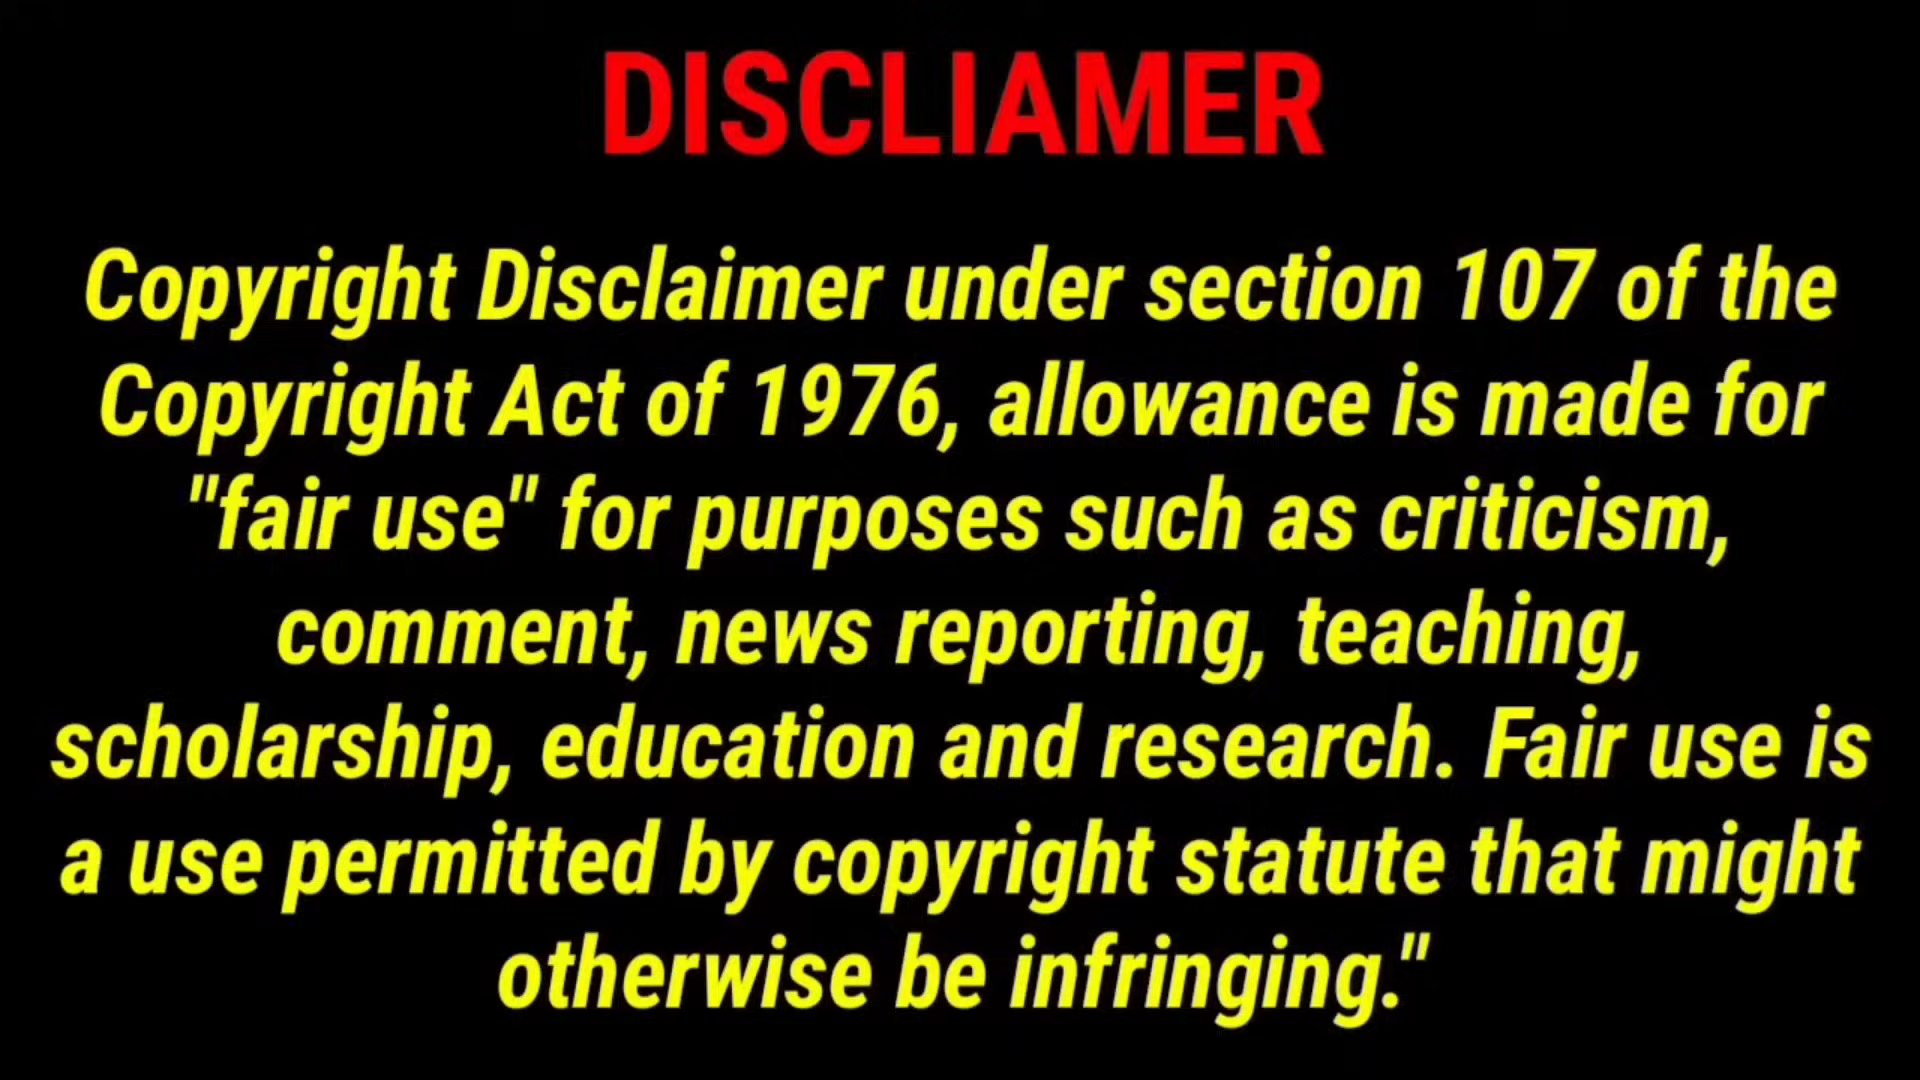 DISCLIAMER
Copyright Disclaimer under section 107 of the
Copyright Act of 1976, allowance is made for
"fair use" for purposes such as criticism,
comment, news reporting, teaching,
scholarship, education and research. Fair use is
a use permitted by copyright statute that might
otherwise be infringing."